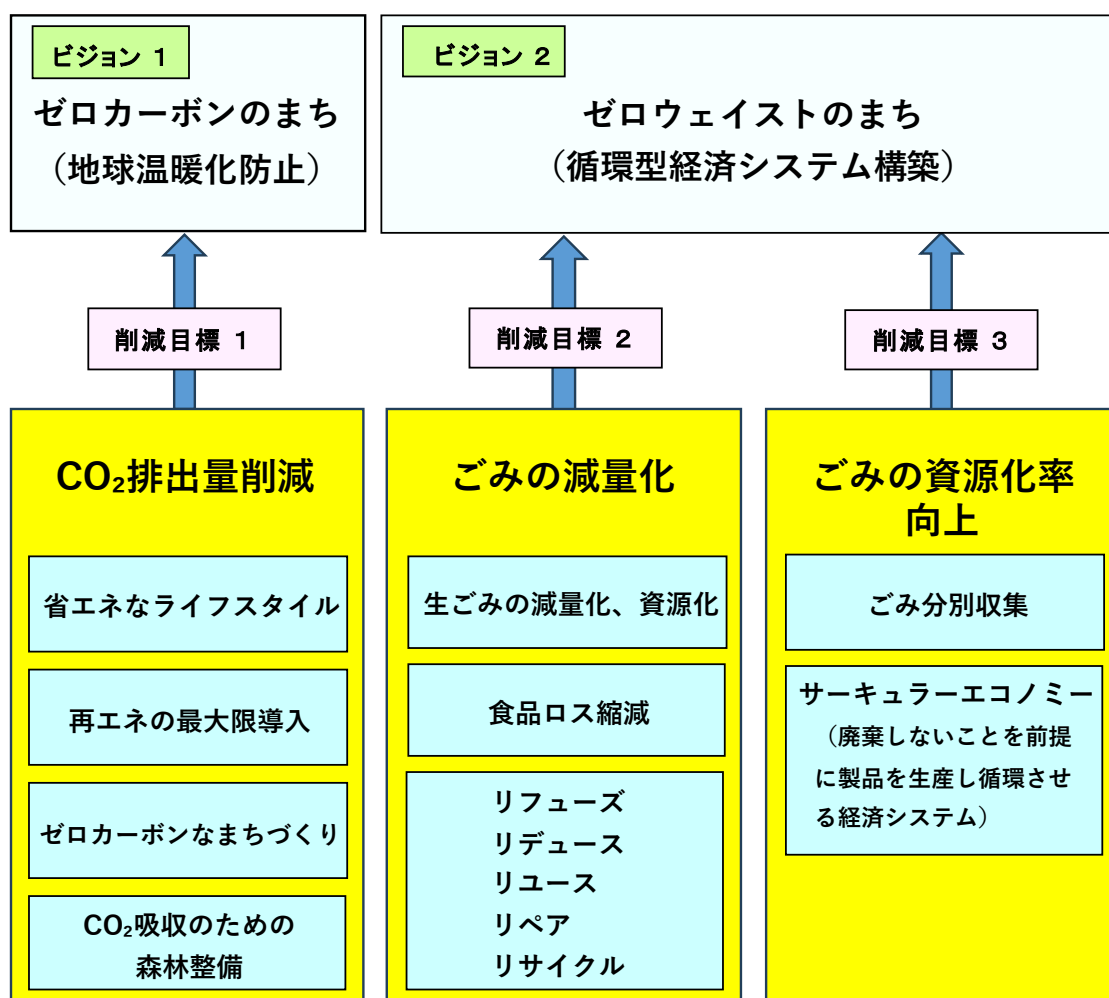 ビジョン 1
ゼロカーボンのまち
（地球温暖化防止）
ビジョン 2
ゼロウェイストのまち
（循環型経済システム構築）
削減目標 1
削減目標 2
削減目標 3
CO₂排出量削減
省エネなライフスタイル
再エネの最大限導入
ゼロカーボンなまちづくり
CO₂吸収のための
森林整備
ごみの減量化
生ごみの減量化、資源化
食品ロス縮減
リフューズ
リデュース
リユース
リペア
リサイクル
ごみの資源化率
向上
ごみ分別収集
サーキュラーエコノミー
（廃棄しないことを前提
に製品を生産し循環させ
る経済システム）